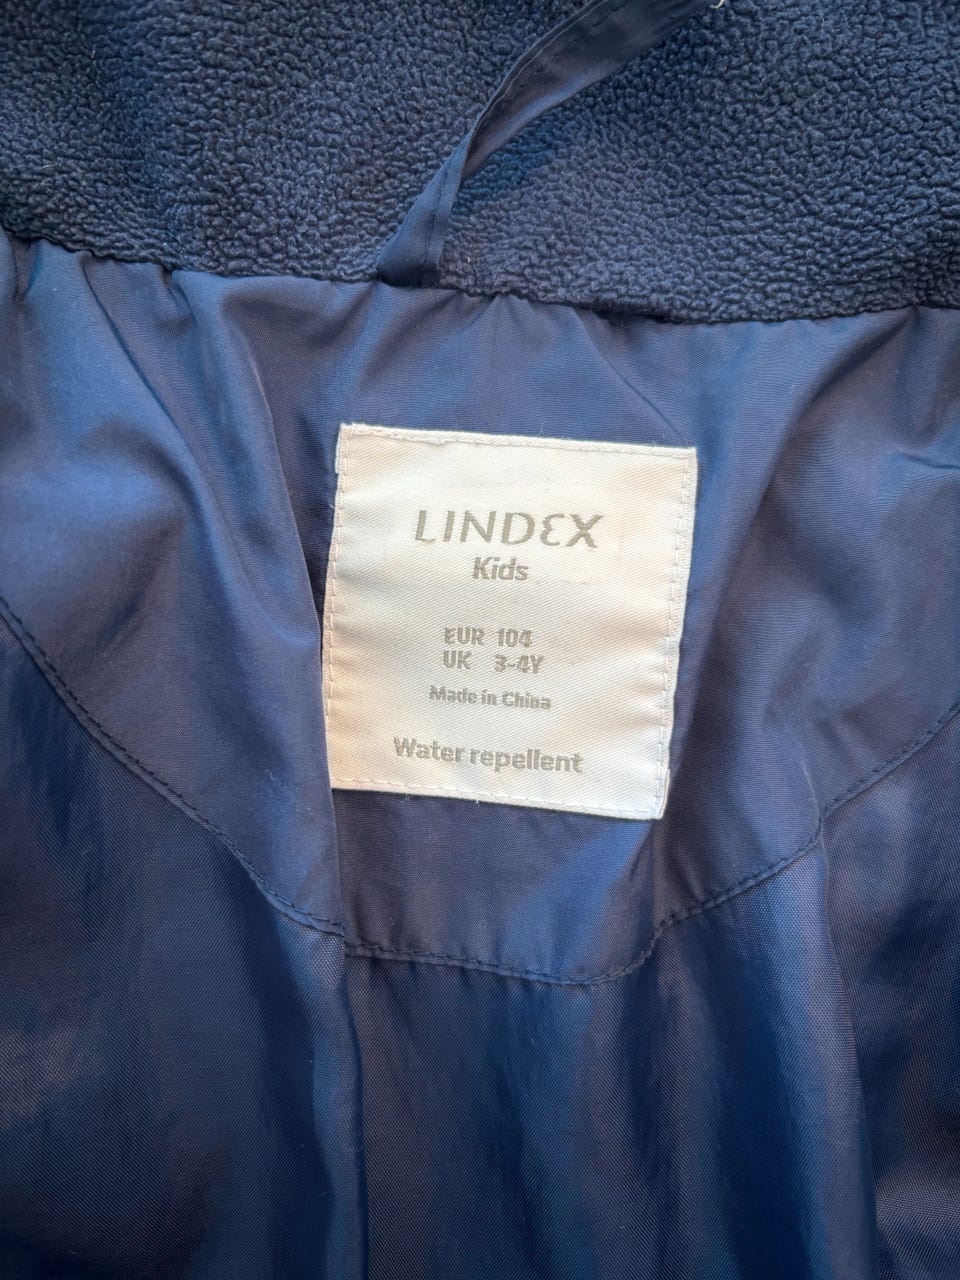 LINDEX
Kids
EUR 104
UK 3-4Y
Made in China
Water repellent